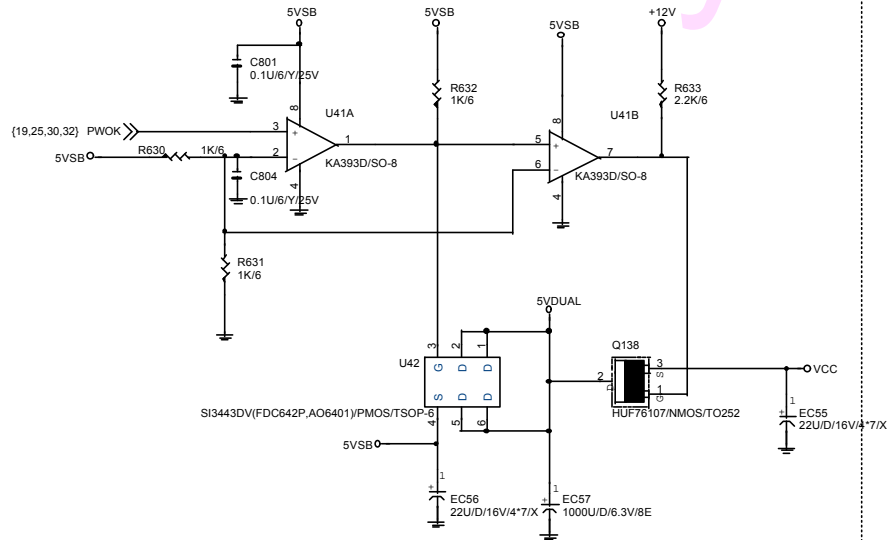 5VSB
5VSB
+12V
5VSB
C801
0.1U/6/Y/25V
R632
1K/6
R633
2.2K/6
U41A
U41B
8
8
{19,25,30,32} PWOK
3
+
1
5
+
7
5VSB
R630
1K/6
2
-
6
-
KA393D/SO-8
KA393D/SO-8
C804
4
4
0.1U/6/Y/25V
R631
1K/6
5VDUAL
3
2
1
Q138
U42
G
D
D
3
S
VCC
2
D
S
D
D
1
G
SI3443DV(FDC642P,AO6401)/PMOS/TSOP-6
4
5
6
HUF76107/NMOS/TO252
1
+
EC55
22U/D/16V/4*7/X
5VSB
1
+
EC56
22U/D/16V/4*7/X
1
+
EC57
1000U/D/6.3V/8E